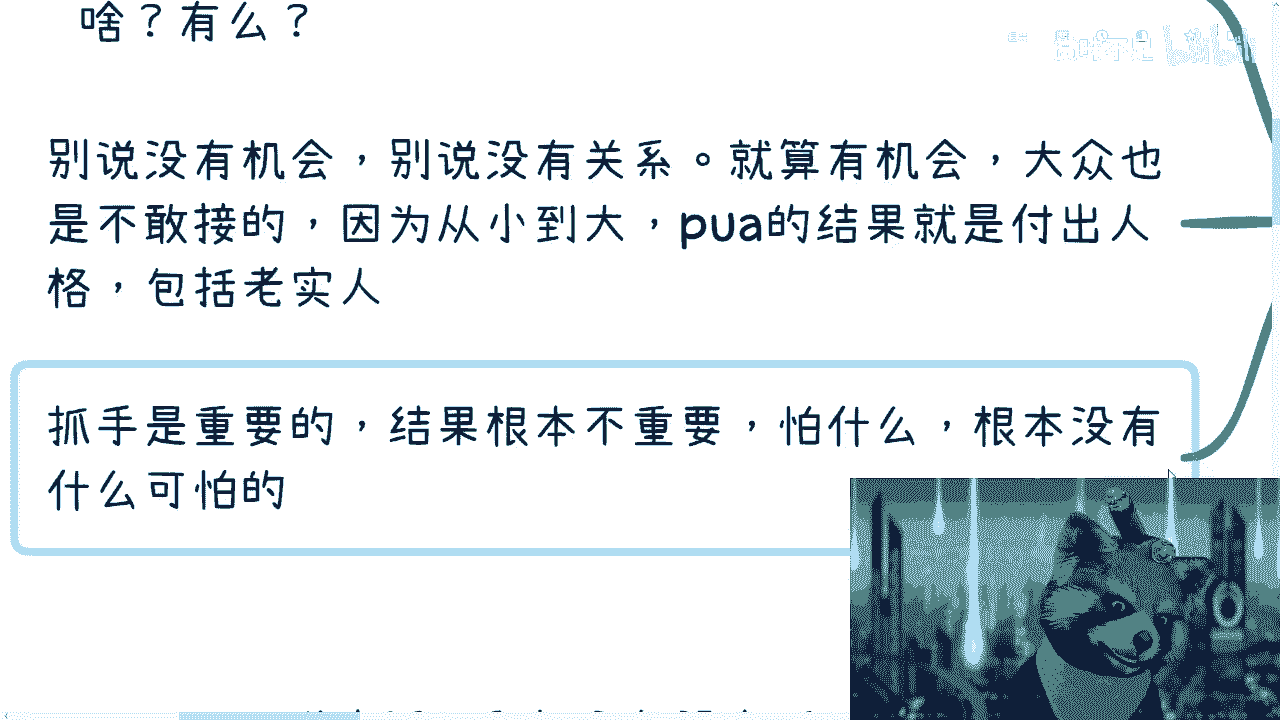 啥？有么？
别说没有机会，别说没有关系。就算有机会，大众也
是不敢接的，因为从小到大，pua的结果就是付出人
格，包括老实人
抓手是重要的，结果根本不重要，怕什么，根本没有
什么可怕的